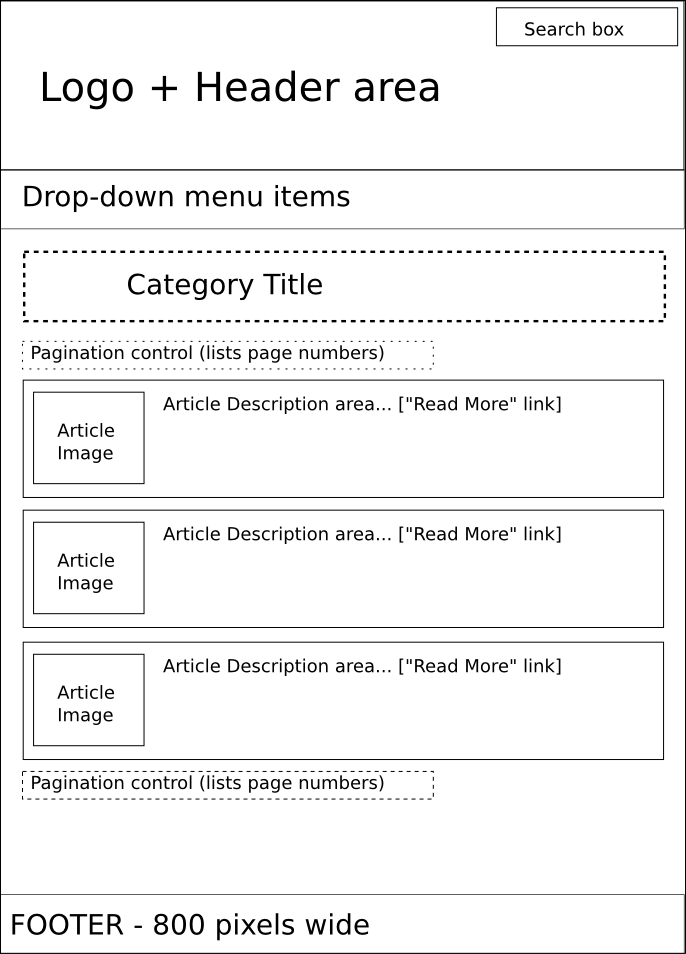 Search box
Logo + Header area
Drop-down menu items
Category Title
Pagination control (lists page numbers)
Article Description area... ["Read More" link]
Article
Image
Article Description area... ["Read More" link]
Article
Image
Article Description area... ["Read More" link]
Article
Image
Pagination control (lists page numbers)
FOOTER - 800 pixels wide